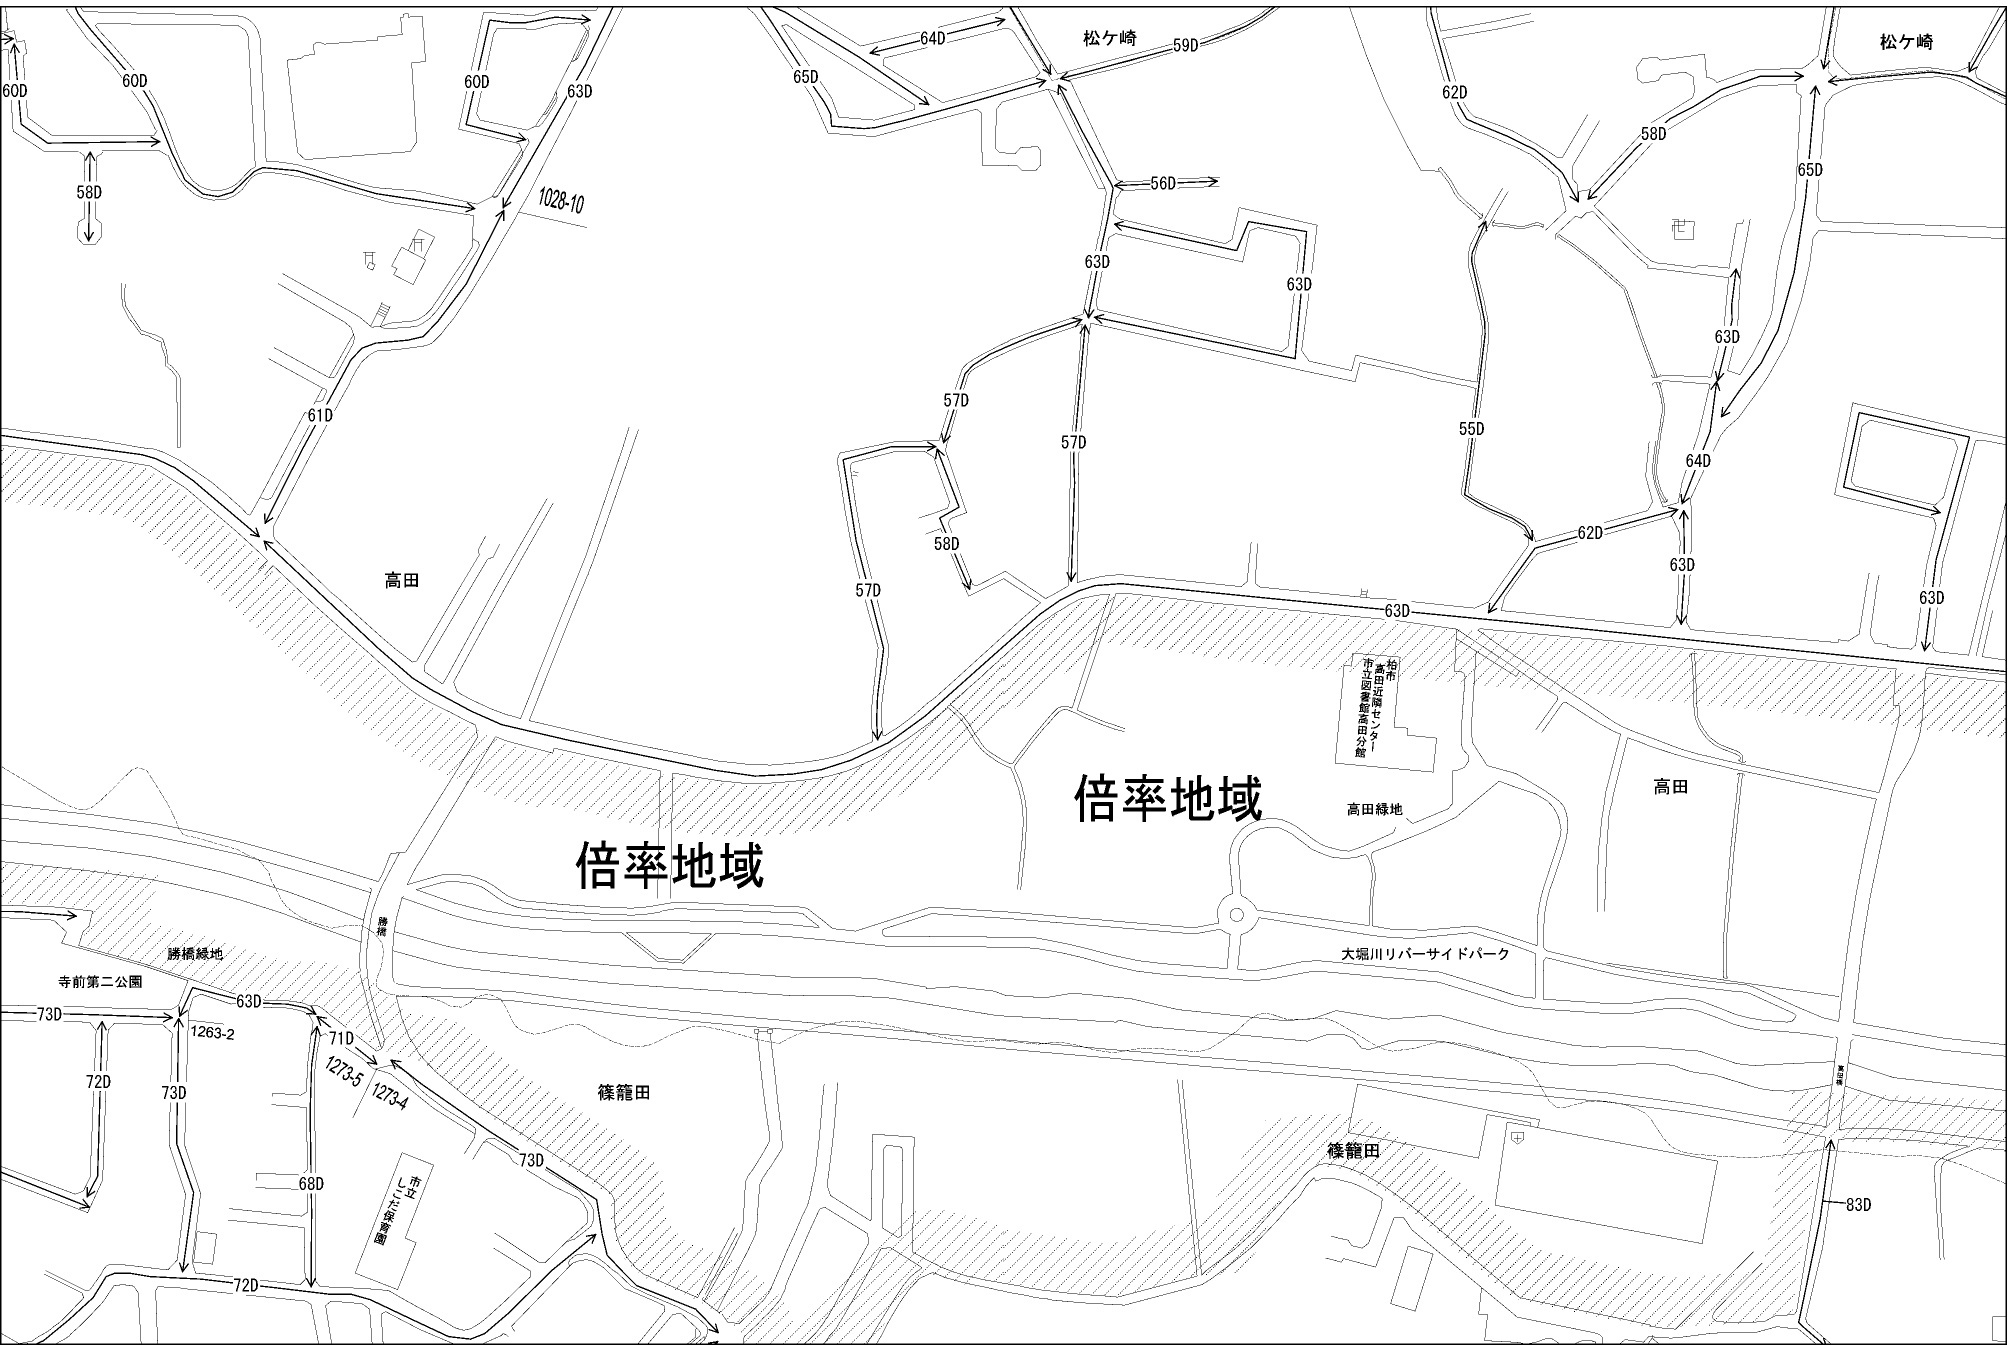 64D
松ケ崎
59D
松ケ崎
60D
60D
60D
63D
65D
62D
58D
58D
1028-10
56D
65D
63D
63D
63D
61D
57D
57D
55D
64D
58D
62D
63D
高田
57D
63D
63D
柏市
高田近隣センター
市立図書館高田分館
高田
倍率地域
高田緑地
倍率地域
勝橋
勝橋緑地
大堀川リバーサイドパーク
寺前第二公園
63D
73D
1263-2
71D
1273-5
1273-4
72D
73D
篠籠田
高田橋
篠籠田
73D
68D
市立
しこだ保育園
83D
72D